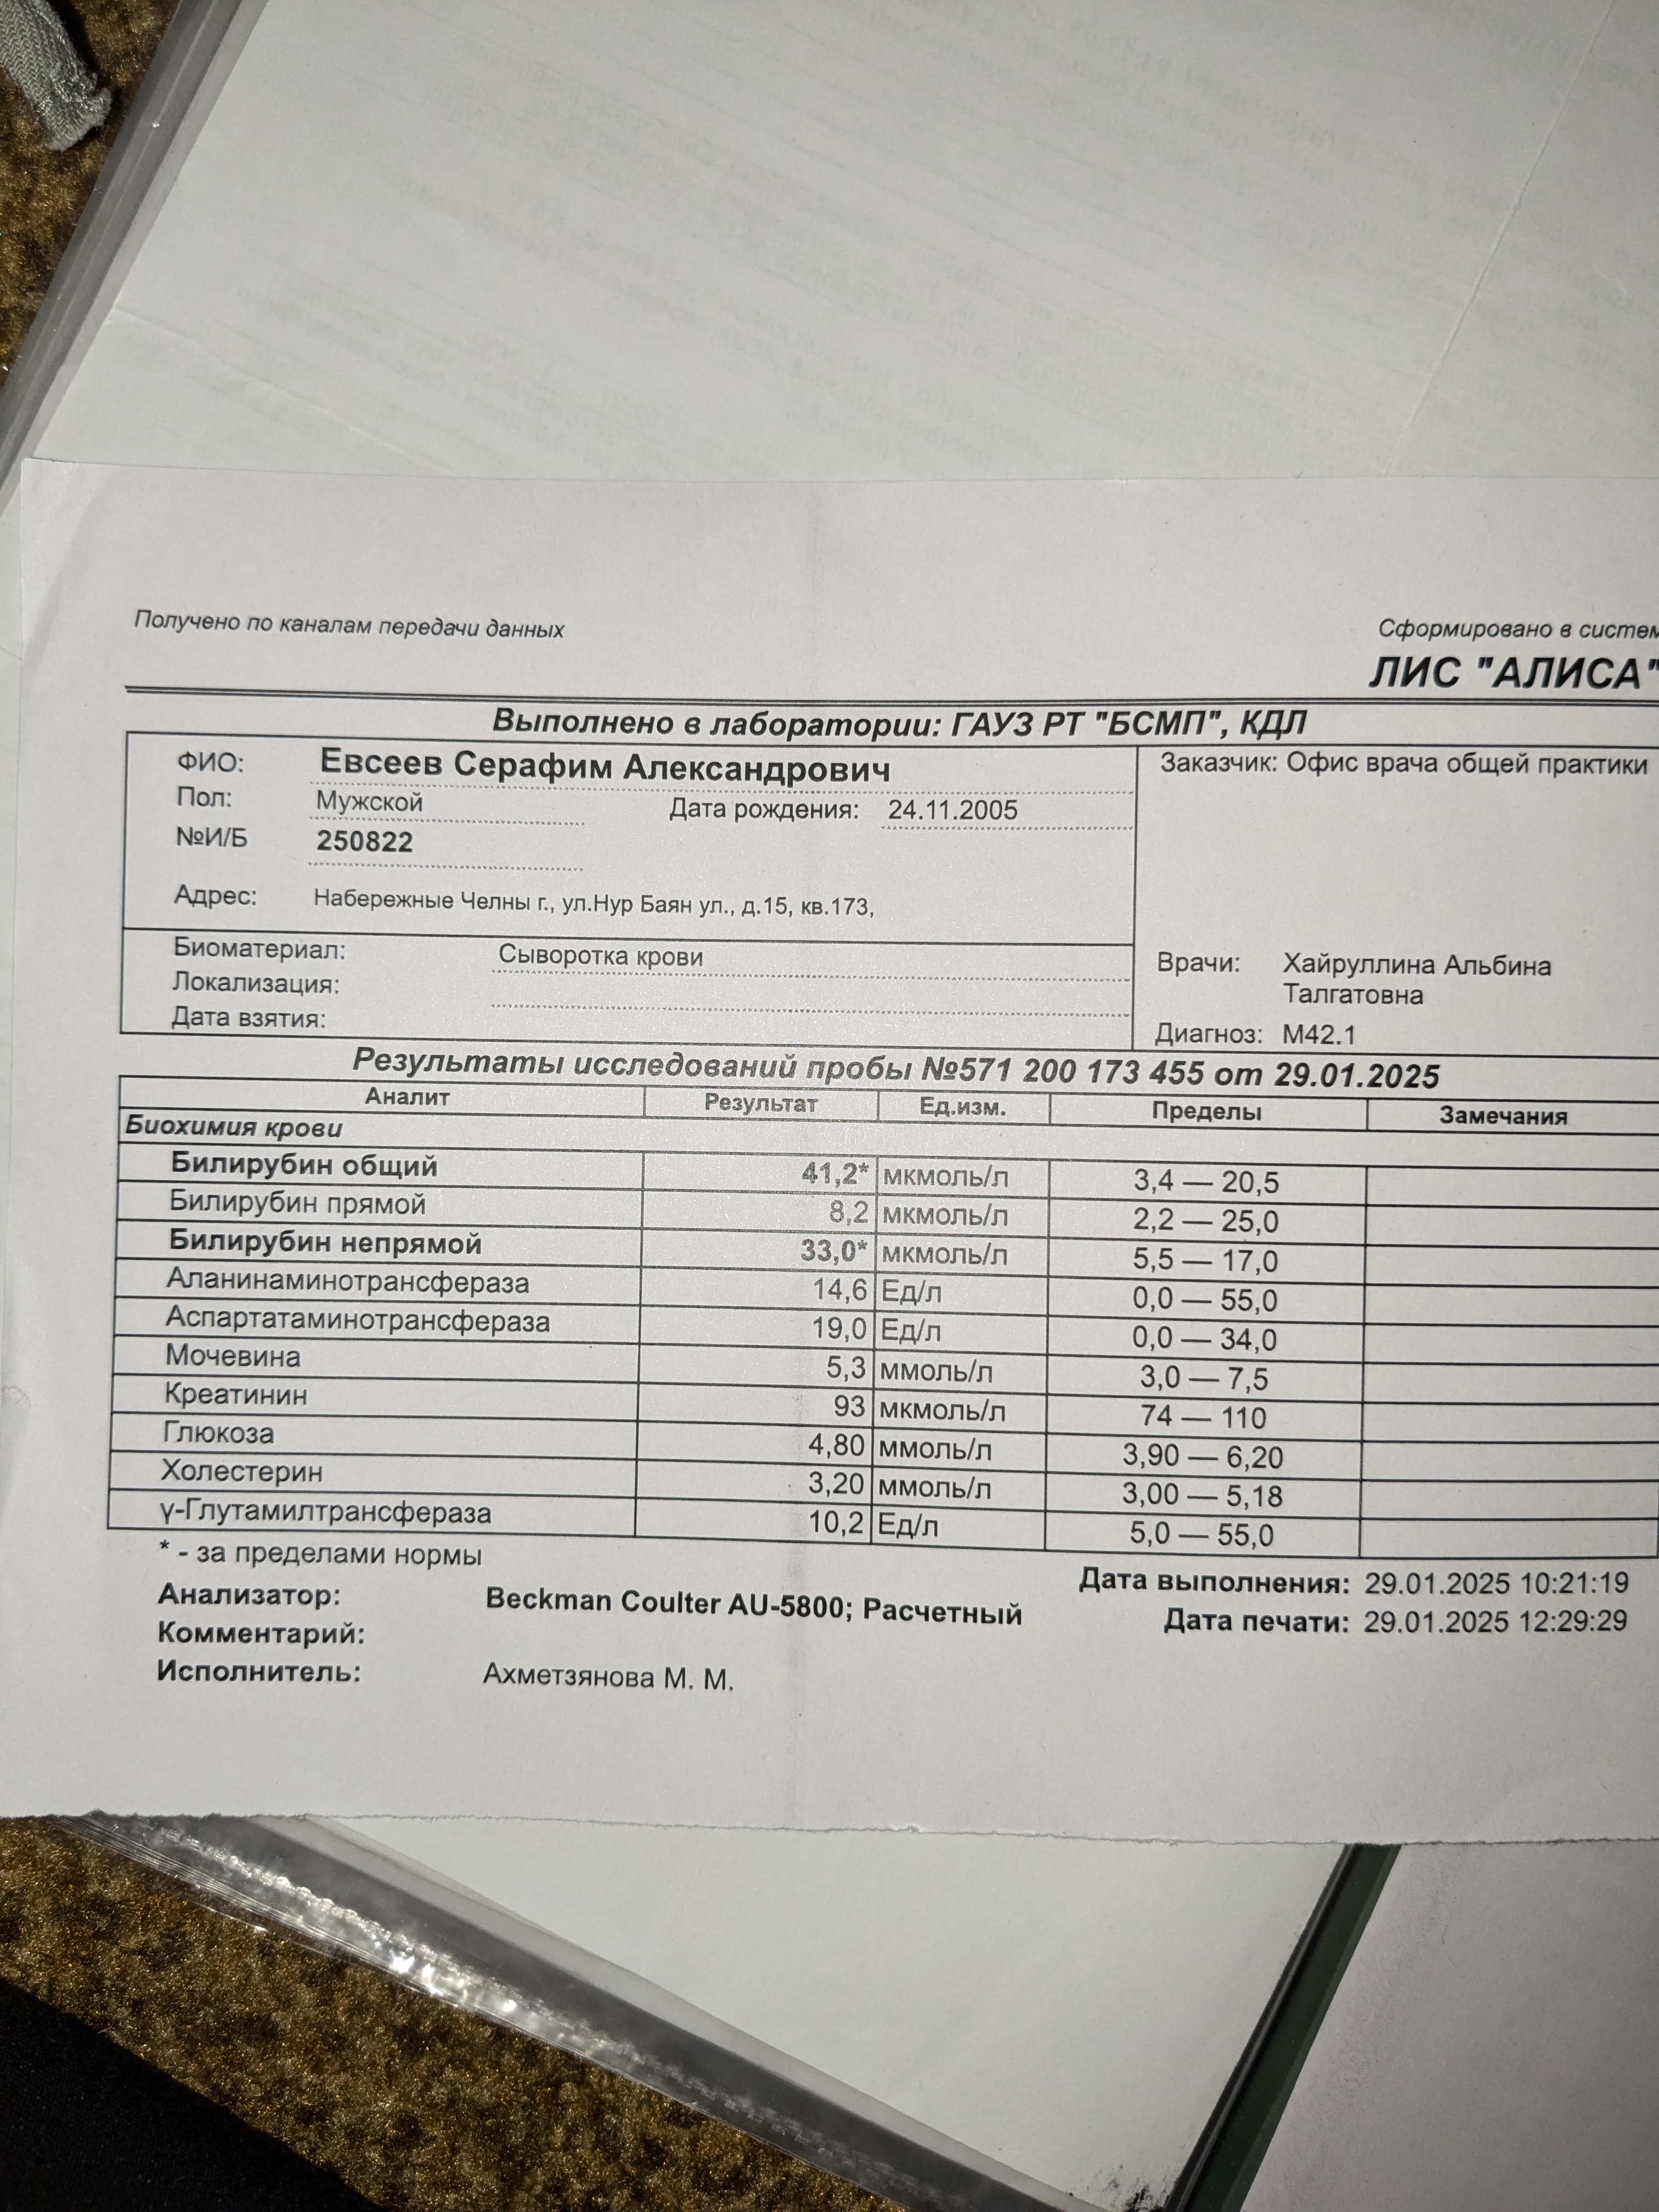 Получено по каналам передачи данных
Сформировано в систем
ЛИС "АЛИСА"
Выполнено в лаборатории: ГАУЗ РТ "БСМП", КДЛ
ФИО: Евсеев Серафим Александрович
Заказчик: Офис врача общей практики
Пол: Мужской Дата рождения: 24.11.2005
№И/Б 250822
Адрес: Набережные Челны г., ул.Нур Баян ул., д.15, кв.173,
Биоматериал: Сыворотка крови
Локализация:
Дата взятия:
Врачи: Хайруллина Альбина
Талгатовна
Диагноз: М42.1
Результаты исследований пробы №571 200 173 455 от 29.01.2025
Аналит Результат Ед.изм. Пределы Замечания
Биохимия крови
Билирубин общий 41,2* мкмоль/л 3,4 — 20,5
Билирубин прямой 8,2 мкмоль/л 2,2 — 25,0
Билирубин непрямой 33,0* мкмоль/л 5,5 — 17,0
Аланинаминотрансфераза 14,6 Ед/л 0,0 — 55,0
Аспартатаминотрансфераза 19,0 Ед/л 0,0 — 34,0
Мочевина 5,3 ммоль/л 3,0 — 7,5
Креатинин 93 мкмоль/л 74 — 110
Глюкоза 4,80 ммоль/л 3,90 — 6,20
Холестерин 3,20 ммоль/л 3,00 — 5,18
γ-Глутамилтрансфераза 10,2 Ед/л 5,0 — 55,0
* - за пределами нормы
Дата выполнения: 29.01.2025 10:21:19
Анализатор: Beckman Coulter AU-5800; Расчетный
Дата печати: 29.01.2025 12:29:29
Комментарий:
Исполнитель: Ахметзянова М. М.